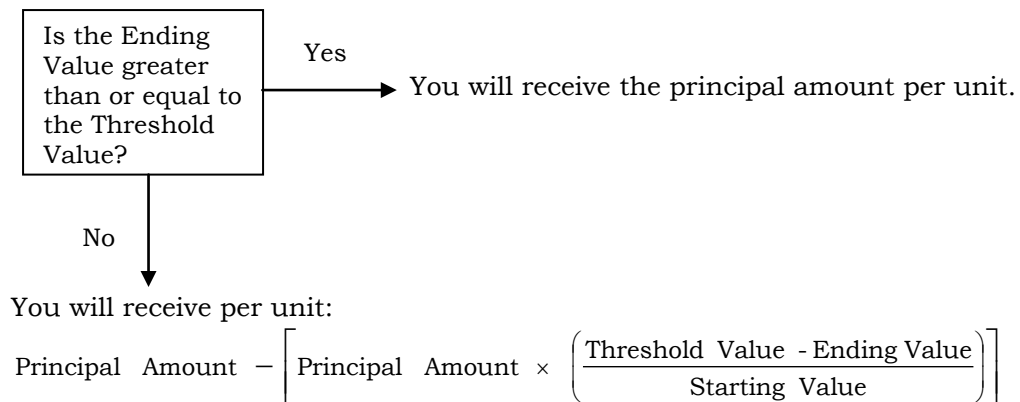 Is the Ending
Value greater
than or equal to
the Threshold
Value?
Yes
You will receive the principal amount per unit.
No
You will receive per unit:
Principal Amount − [Principal Amount × (Threshold Value - Ending Value / Starting Value)]